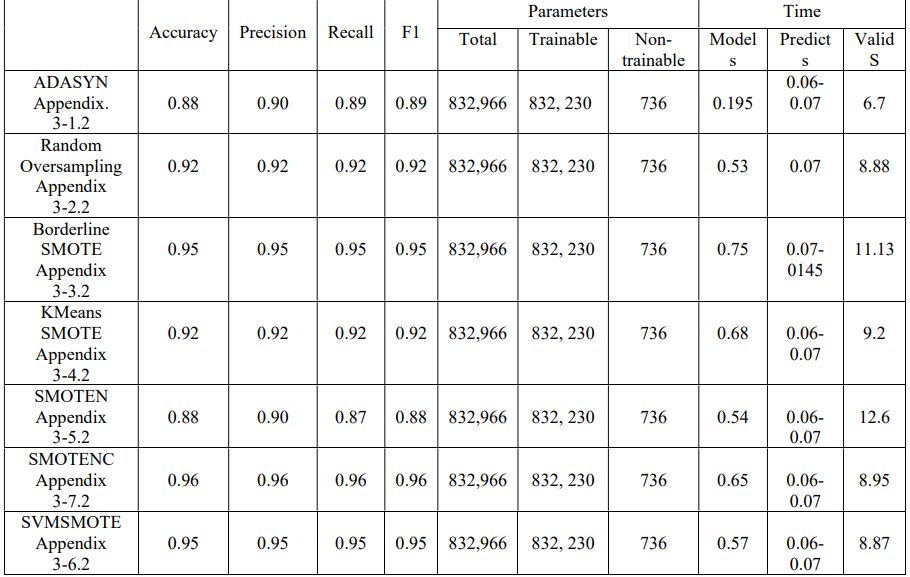 Parameters Time
Accuracy Precision Recall F1 Total Trainable Non-trainable Model s Predict s Valid S
ADASYN
Appendix.
3-1.2
0.88 0.90 0.89 0.89 832,966 832, 230 736 0.195 0.06-
0.07
6.7
Random
Oversampling
Appendix
3-2.2
0.92 0.92 0.92 0.92 832,966 832, 230 736 0.53 0.07 8.88
Borderline
SMOTE
Appendix
3-3.2
0.95 0.95 0.95 0.95 832,966 832, 230 736 0.75 0.07-
0145
11.13
KMeans
SMOTE
Appendix
3-4.2
0.92 0.92 0.92 0.92 832,966 832, 230 736 0.68 0.06-
0.07
9.2
SMOTEN
Appendix
3-5.2
0.88 0.90 0.87 0.88 832,966 832, 230 736 0.54 0.06-
0.07
12.6
SMOTENC
Appendix
3-7.2
0.96 0.96 0.96 0.96 832,966 832, 230 736 0.65 0.06-
0.07
8.95
SVMSMOTE
Appendix
3-6.2
0.95 0.95 0.95 0.95 832,966 832, 230 736 0.57 0.06-
0.07
8.87